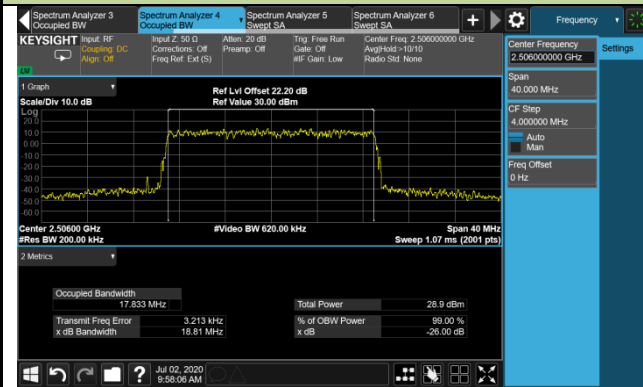 Spectrum Analyzer 3
Occupied BW
Spectrum Analyzer 4
Occupied BW
Spectrum Analyzer 5
Swept SA
Spectrum Analyzer 6
Swept SA
Frequency
KEYSIGHT
Input: RF
Coupling: DC
Align: Off
Input Z: 50 Ω
Corrections: Off
Freq Ref: Ext (S)
Atten: 20 dB
Preamp: Off
Trig: Free Run
Gate: Off
#IF Gain: Low
Center Freq: 2.506000000 GHz
Avg|Hold:>10/10
Radio Std: None
LV
Center Frequency
2.506000000 GHz
Settings
Span
40.000 MHz
CF Step
4.000000 MHz
Auto
Man
Freq Offset
0 Hz
1 Graph
Scale/Div 10.0 dB
Ref Lvl Offset 22.20 dB
Ref Value 30.00 dBm
Log
20.0
10.0
0.00
-10.0
-20.0
-30.0
-40.0
-50.0
-60.0
Center 2.50600 GHz
#Res BW 200.00 kHz
#Video BW 620.00 kHz
Span 40 MHz
Sweep 1.07 ms (2001 pts)
2 Metrics
Occupied Bandwidth
17.833 MHz
Total Power 28.9 dBm
Transmit Freq Error 3.213 kHz
% of OBW Power 99.00 %
x dB Bandwidth 18.81 MHz
x dB -26.00 dB
?
Jul 02, 2020
9:58:06 AM